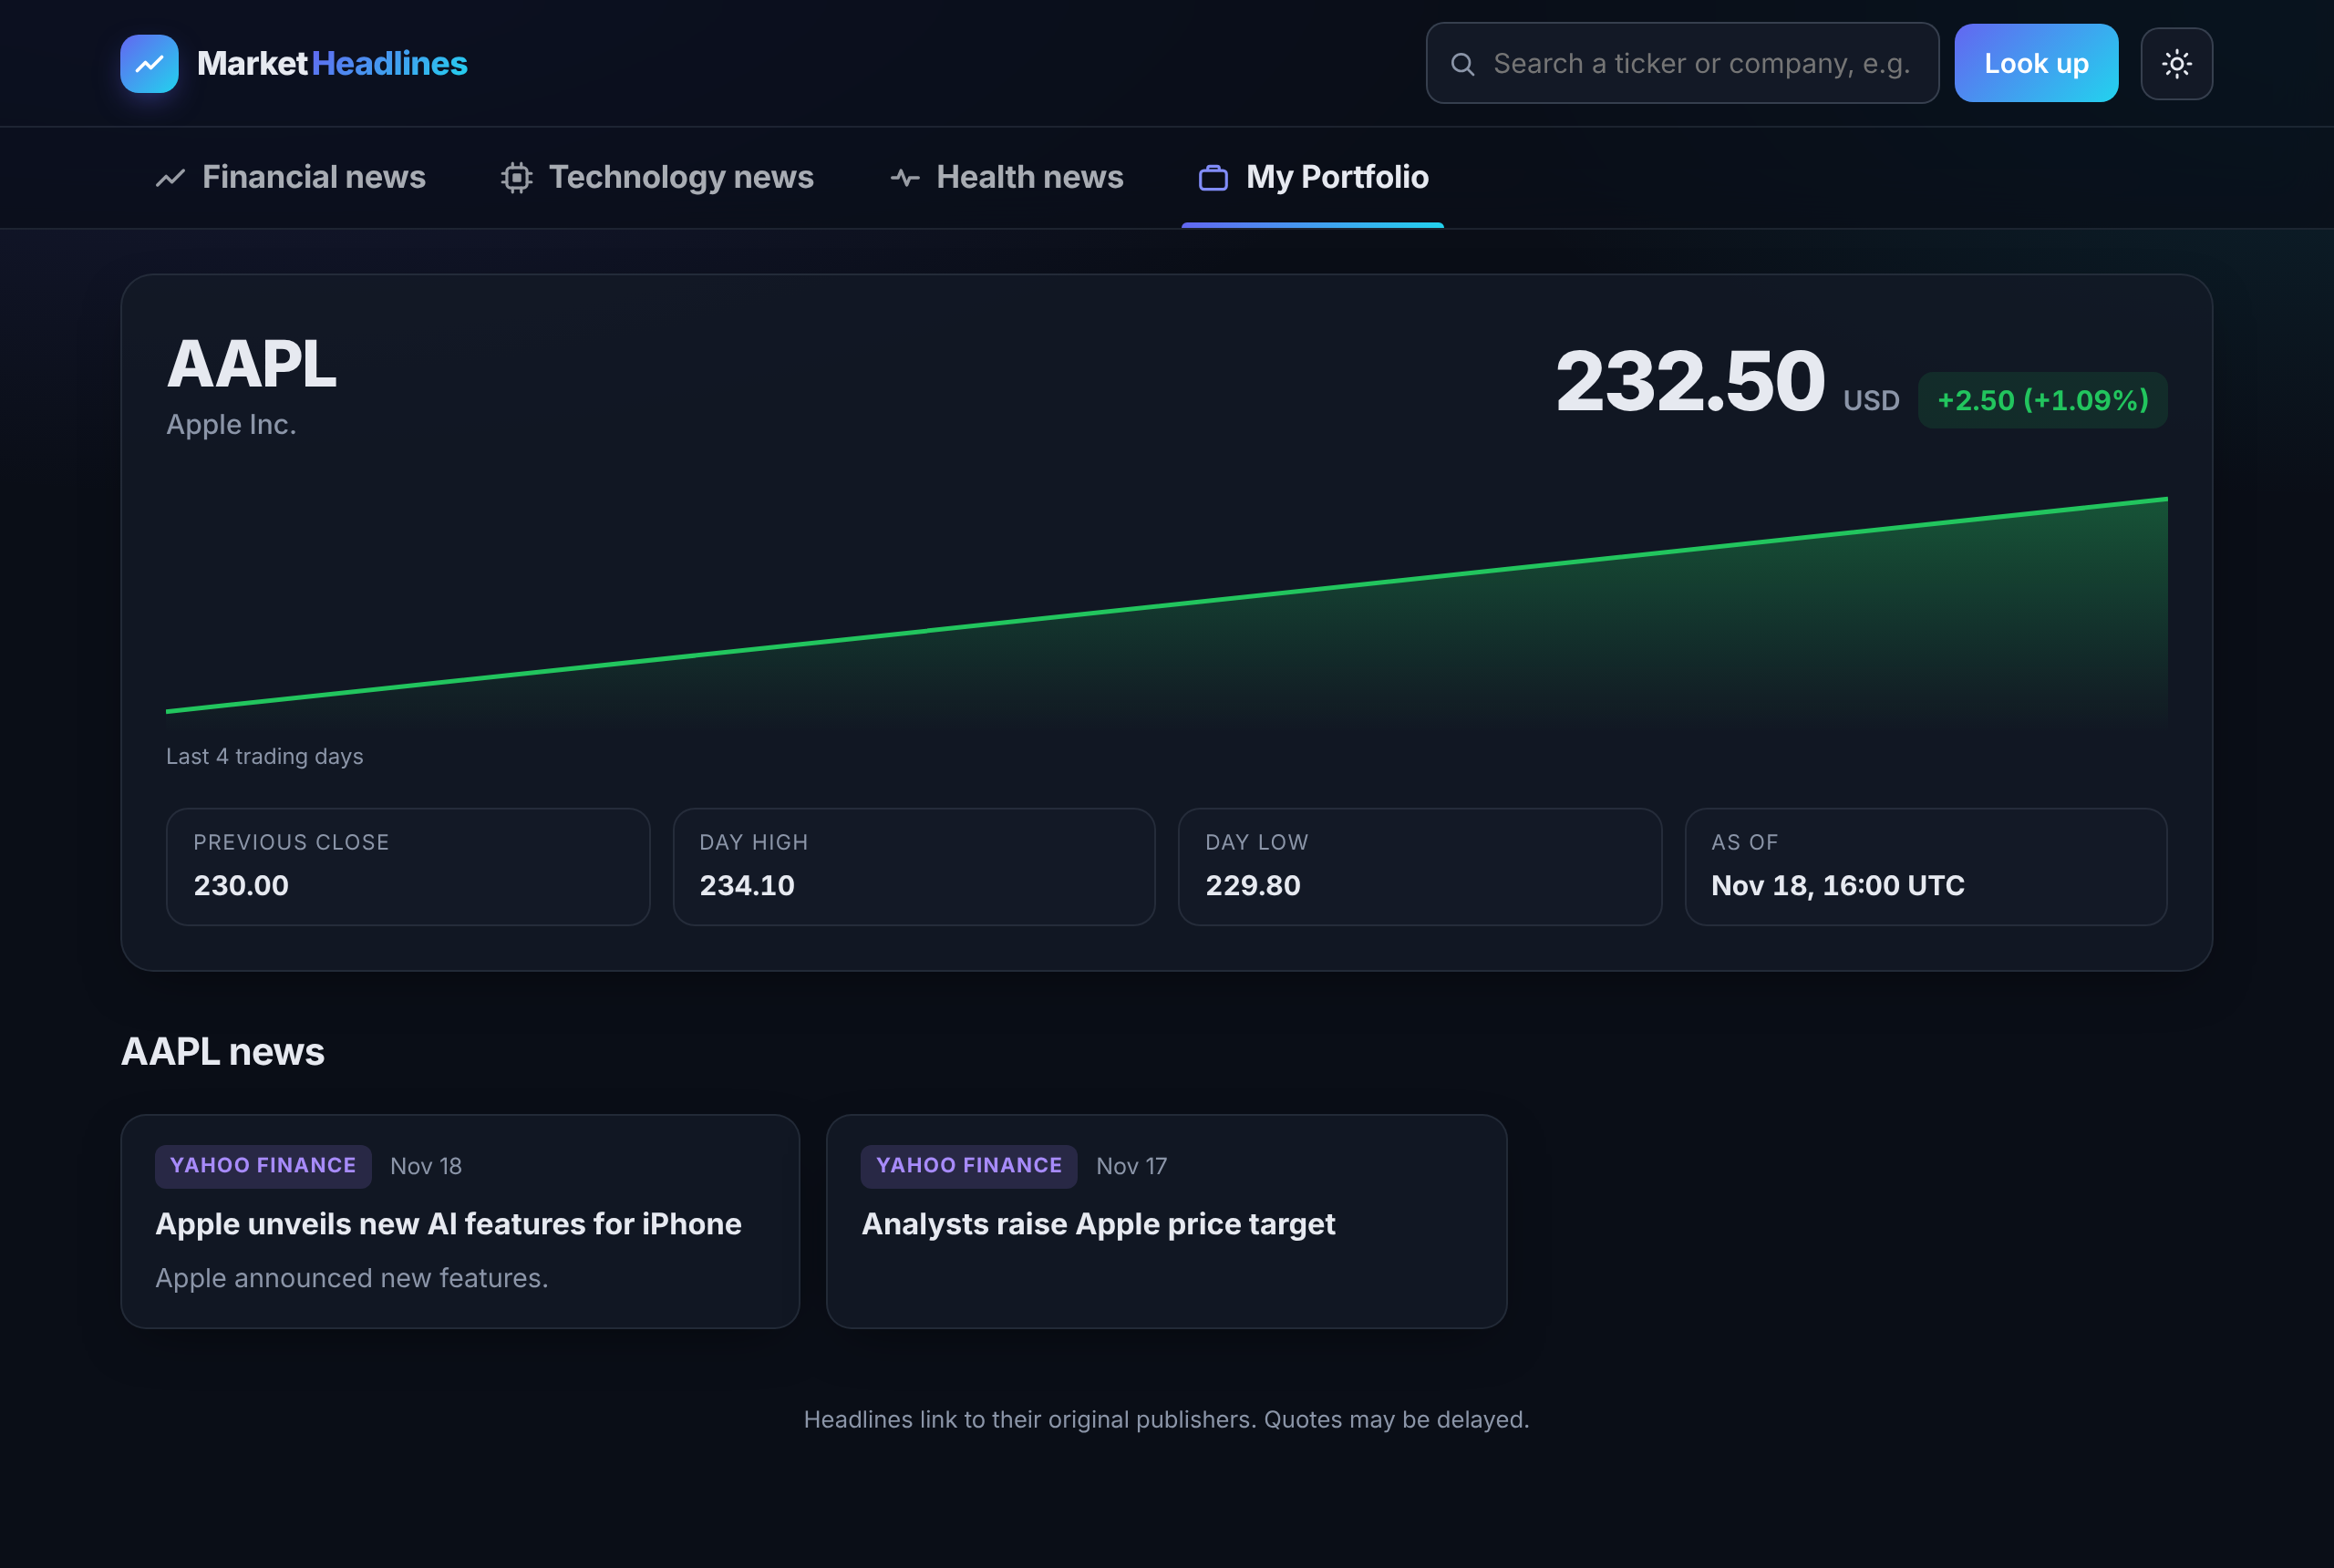 MarketHeadlines
Search a ticker or company, e.g.
Look up
Financial news
Technology news
Health news
My Portfolio
AAPL
Apple Inc.
232.50 USD +2.50 (+1.09%)
Last 4 trading days
PREVIOUS CLOSE
230.00
DAY HIGH
234.10
DAY LOW
229.80
AS OF
Nov 18, 16:00 UTC
AAPL news
YAHOO FINANCE Nov 18
Apple unveils new AI features for iPhone
Apple announced new features.
YAHOO FINANCE Nov 17
Analysts raise Apple price target
Headlines link to their original publishers. Quotes may be delayed.